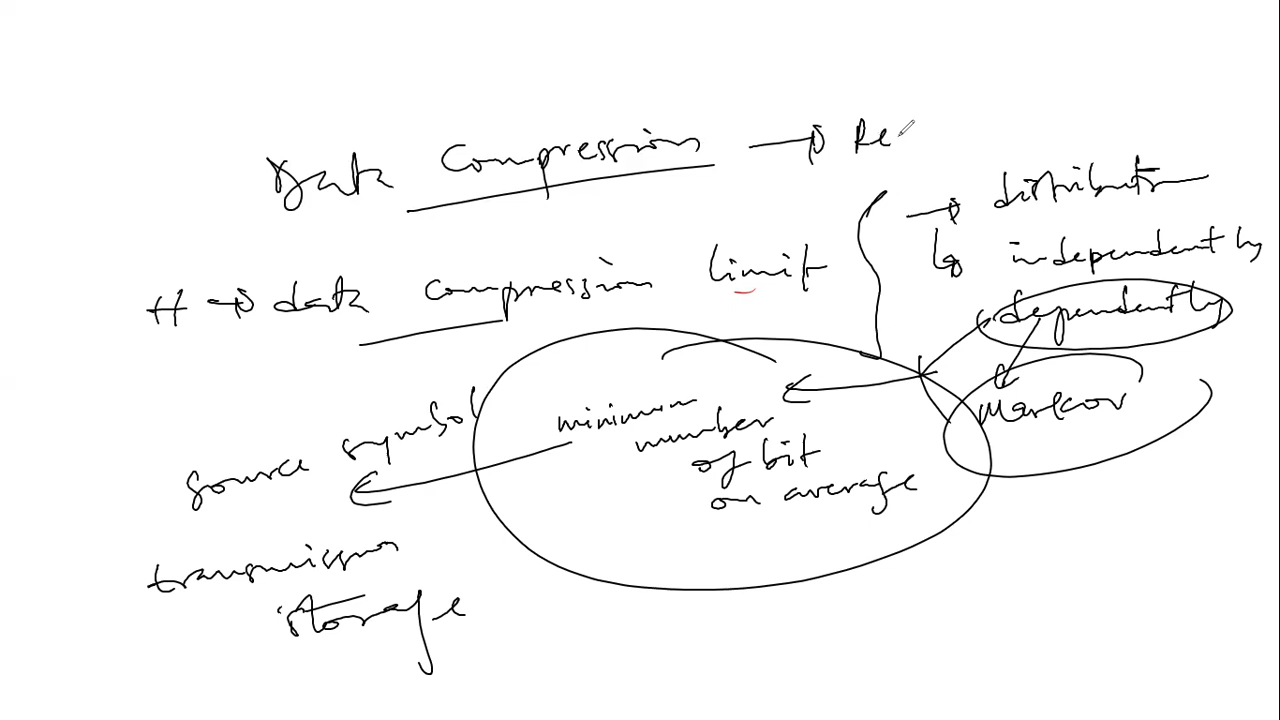 Data Compression → Re
→ distribution
↳ independently
H → data compression limit
dependently
Markov
minimum
number
of bit
on average
source symbol
transmission
storage